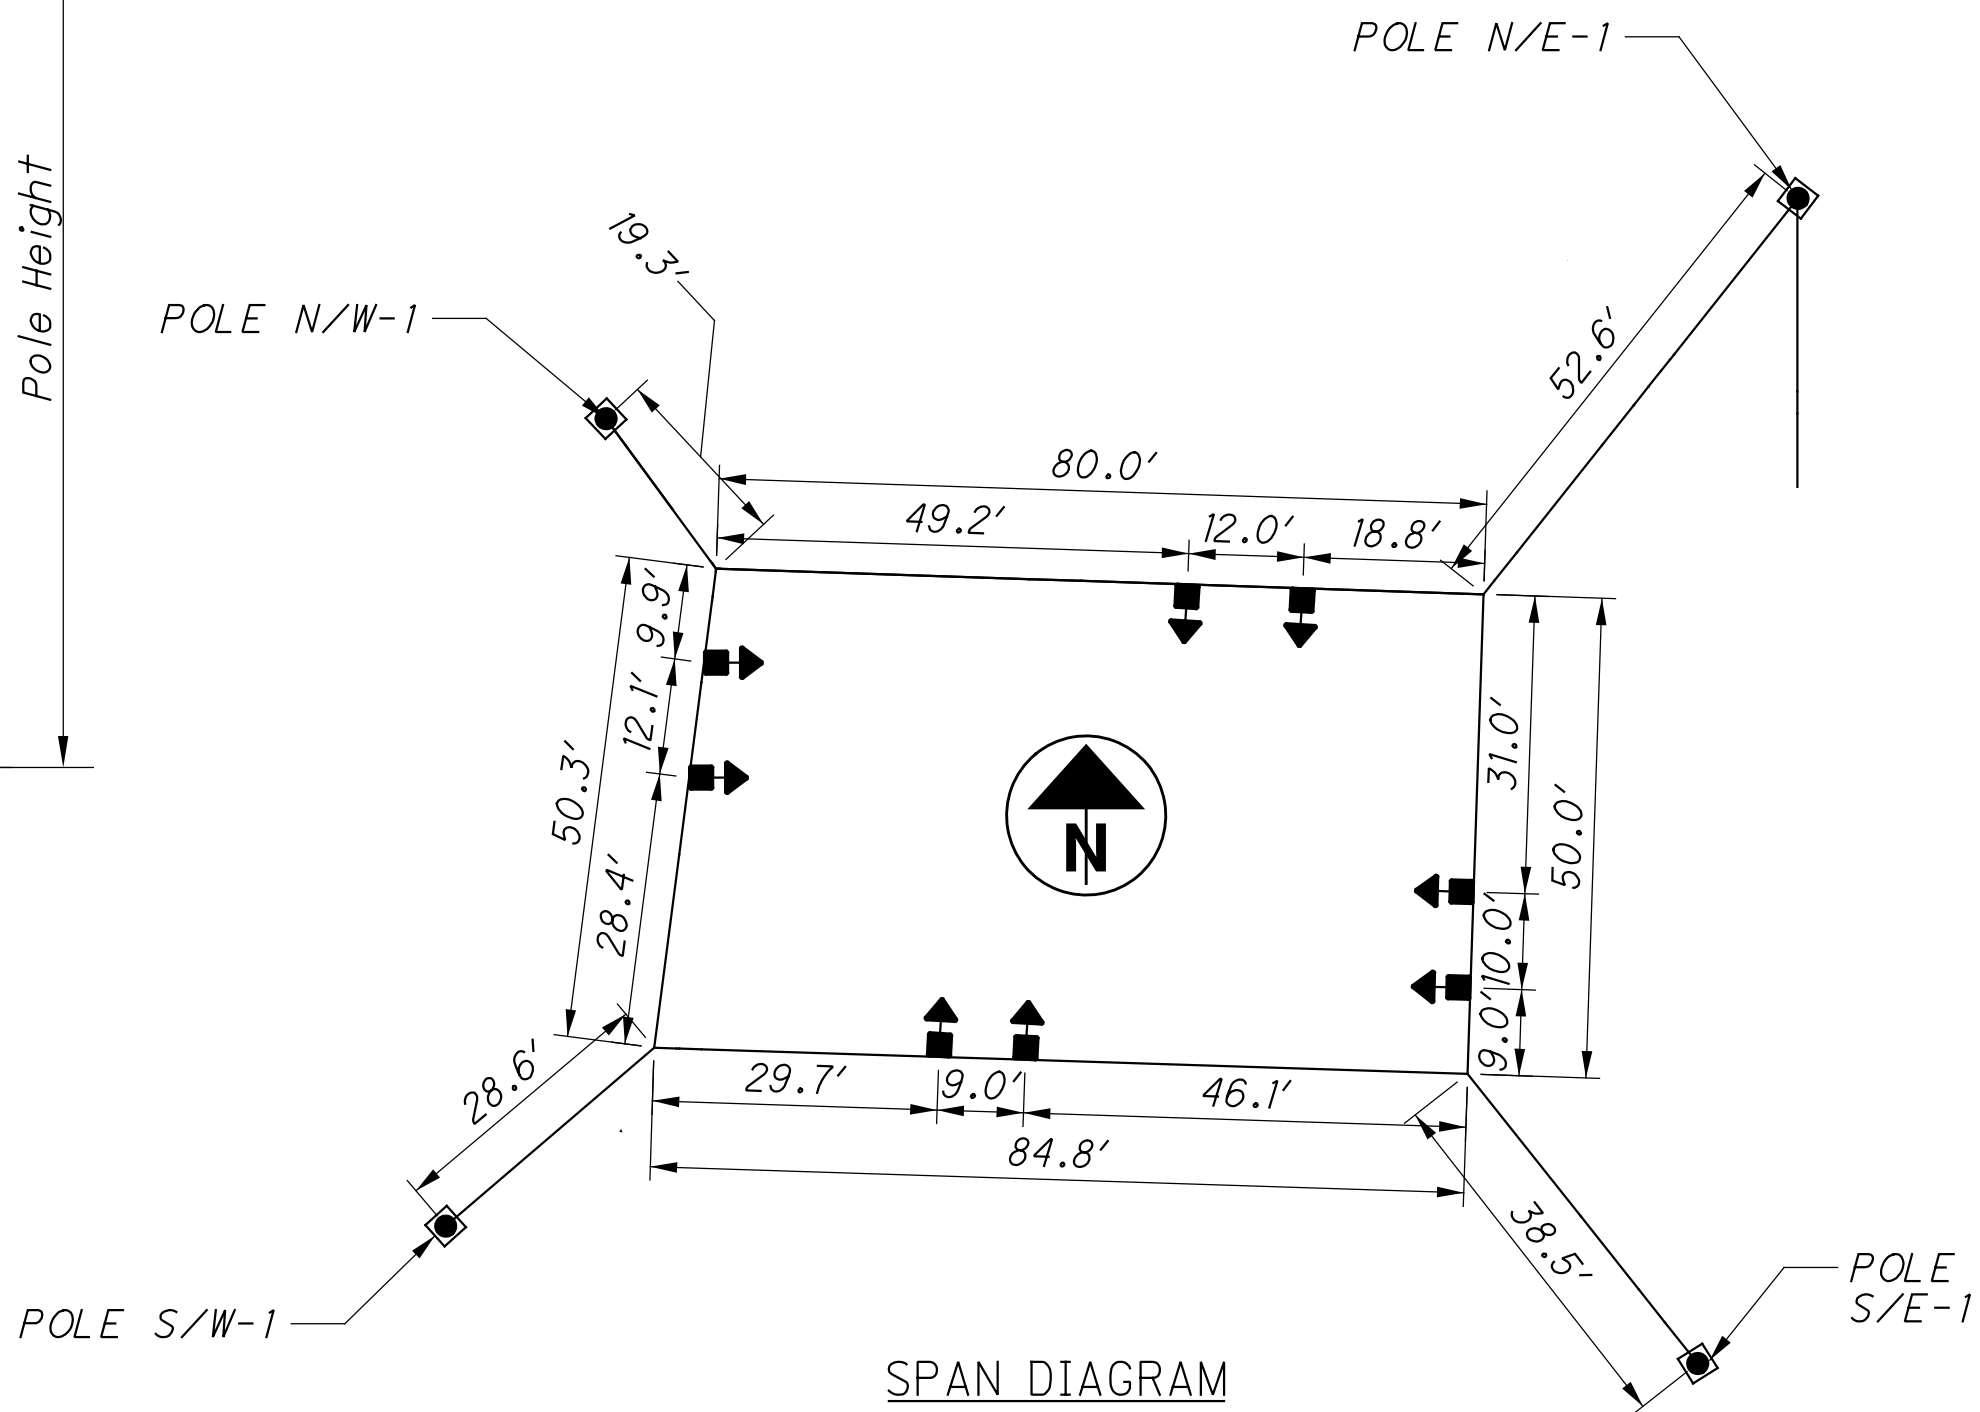 POLE N/E-1
Pole Height
19.3'
POLE N/W-1
52.6'
80.0'
49.2'
12.0'
18.8'
9.9'
12.1'
50.3'
28.4'
31.0'
50.0'
10.0'
9.0'
N
28.6'
29.7'
9.0'
46.1'
84.8'
38.5'
POLE
S/E-1
POLE S/W-1
SPAN DIAGRAM